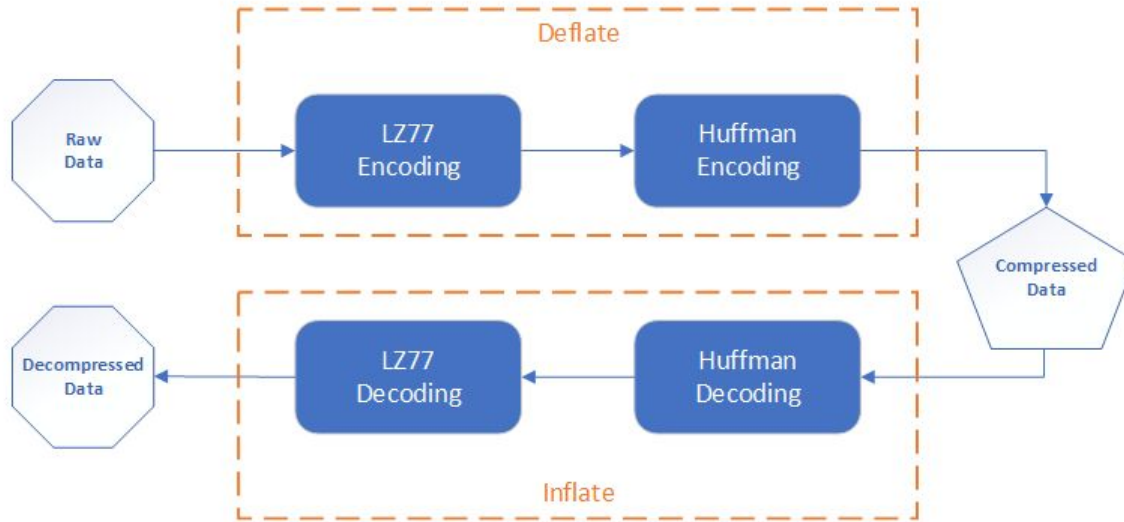 Deflate
Raw
Data
LZ77
Encoding
Huffman
Encoding
Compressed
Data
Decompressed
Data
LZ77
Decoding
Huffman
Decoding
Inflate